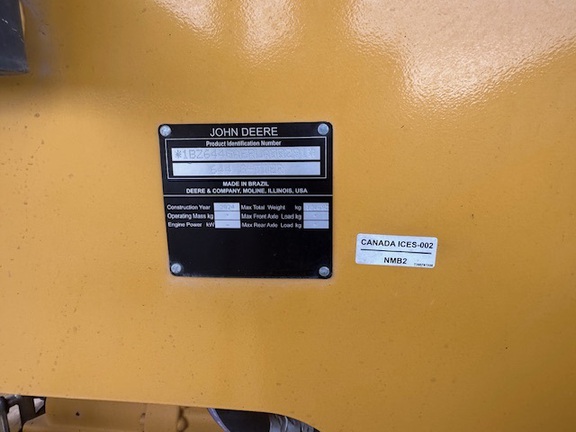 JOHN DEERE
Product Identification Number
MADE IN BRAZIL
DEERE & COMPANY, MOLINE, ILLINOIS, USA
Construction Year Max Total Weight kg
Operating Mass kg Max Front Axle Load kg
Engine Power kW Max Rear Axle Load kg
CANADA ICES-002
NMB2